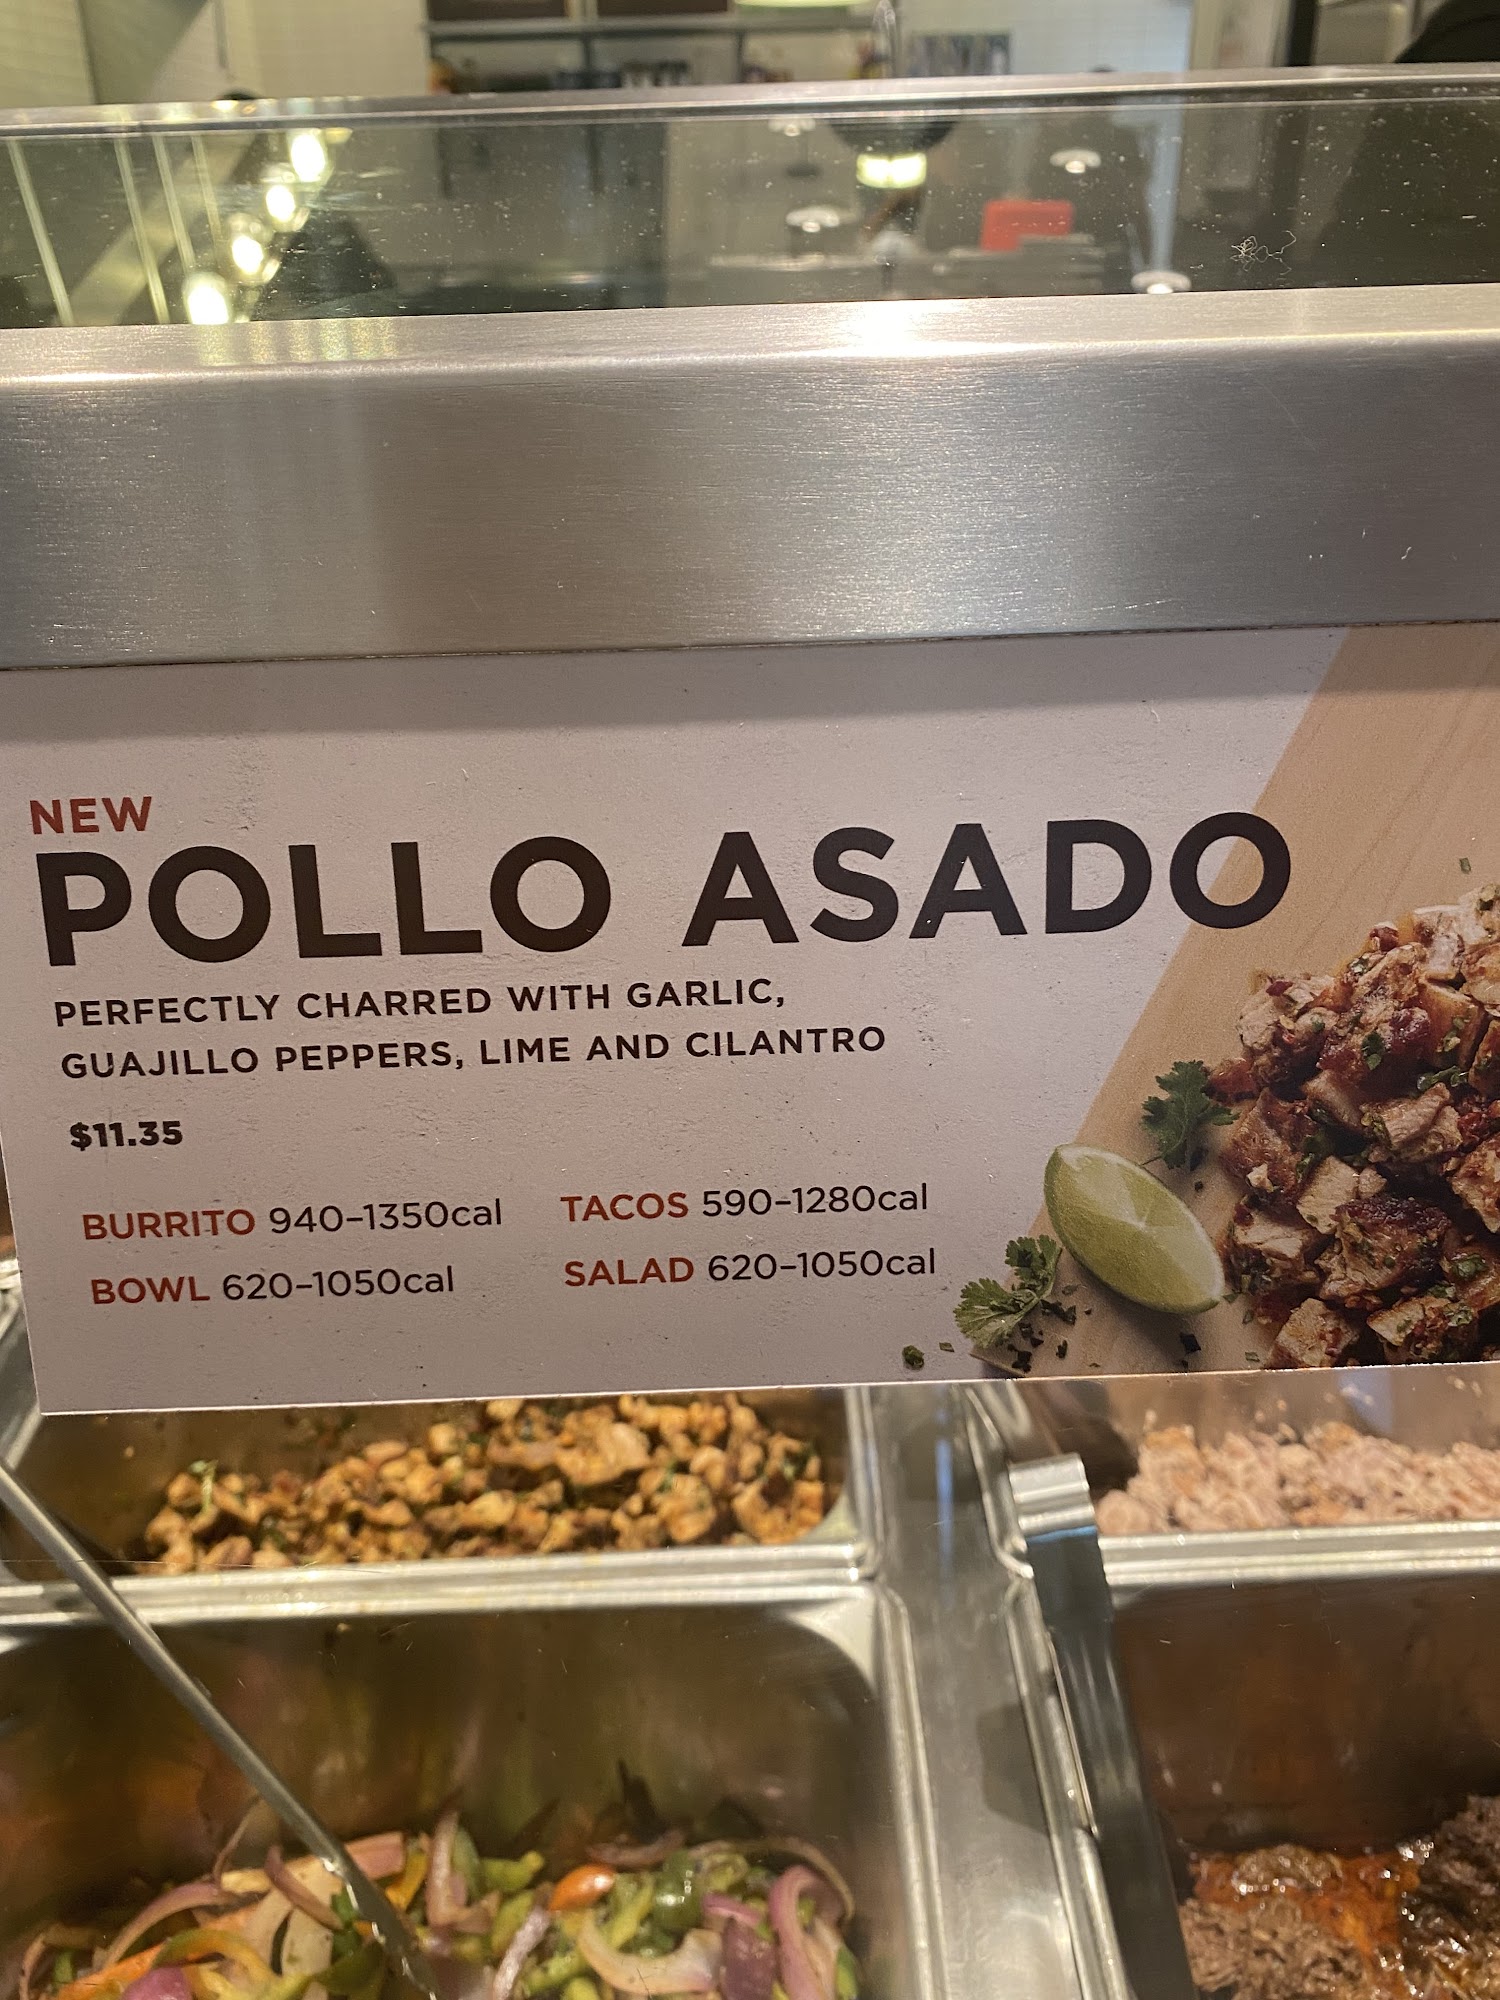 NEW
POLLO ASADO
PERFECTLY CHARRED WITH GARLIC,
GUAJILLO PEPPERS, LIME AND CILANTRO
$11.35
BURRITO 940–1350cal
TACOS 590–1280cal
BOWL 620–1050cal
SALAD 620–1050cal